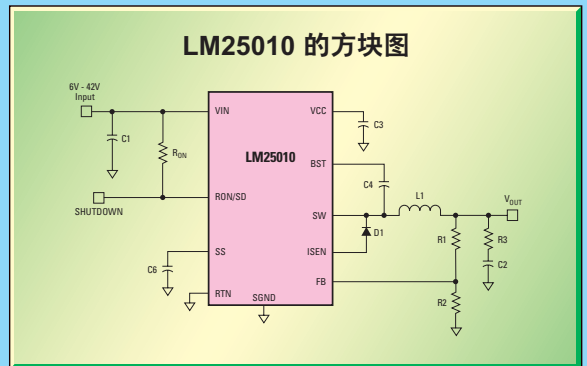 LM25010 的方块图
6V - 42V
Input
VIN
VCC
C3
C1
RON
LM25010
BST
C4
L1
VOUT
RON/SD
SHUTDOWN
SW
D1
R1
R3
SS
ISEN
C2
C6
FB
RTN
R2
SGND